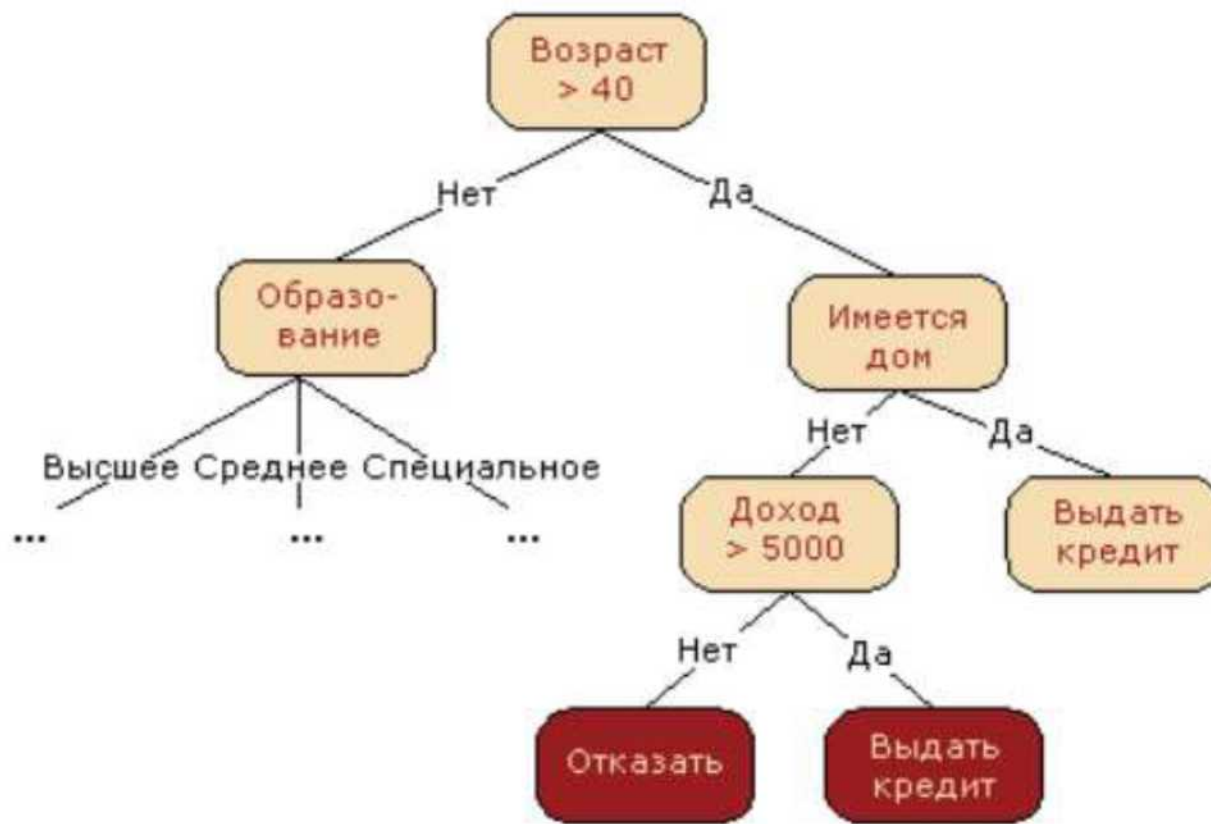 Возраст
> 40
Нет
Да
Образо-
вание
Имеется
дом
Высшее Среднее Специальное
...
...
...
Нет
Да
Доход
> 5000
Выдать
кредит
Нет
Да
Отказать
Выдать
кредит